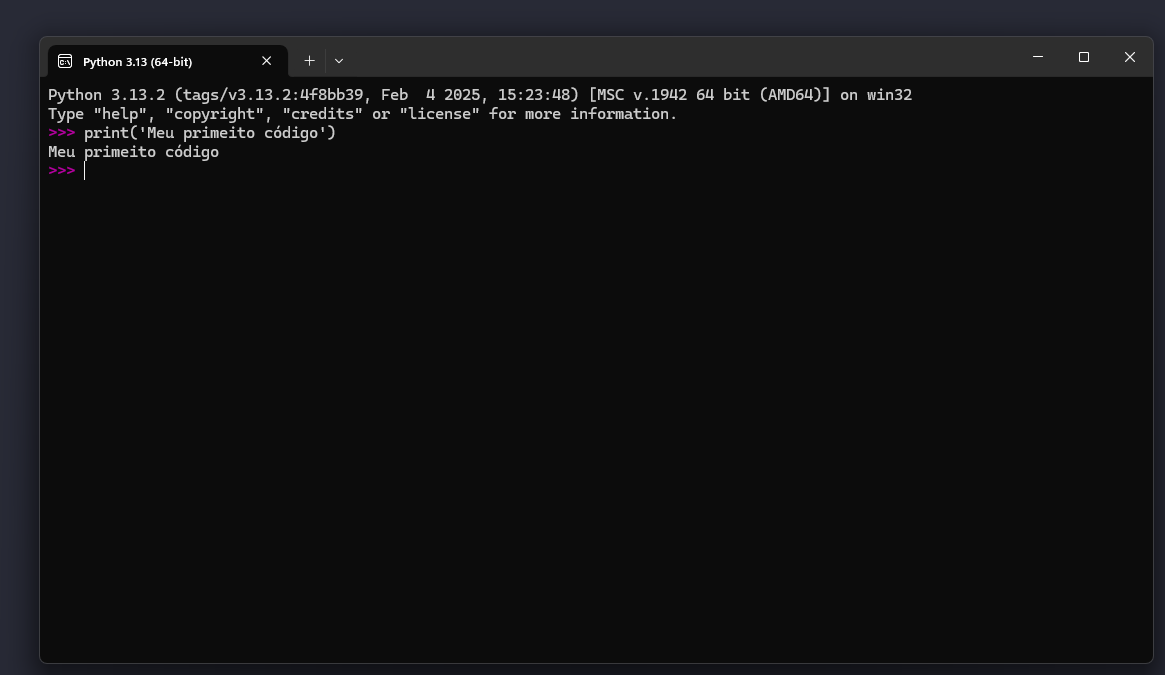 Python 3.13 (64-bit)
Python 3.13.2 (tags/v3.13.2:4f8bb39, Feb  4 2025, 15:23:48) [MSC v.1942 64 bit (AMD64)] on win32
Type "help", "copyright", "credits" or "license" for more information.
>>> print('Meu primeito código')
Meu primeito código
>>>